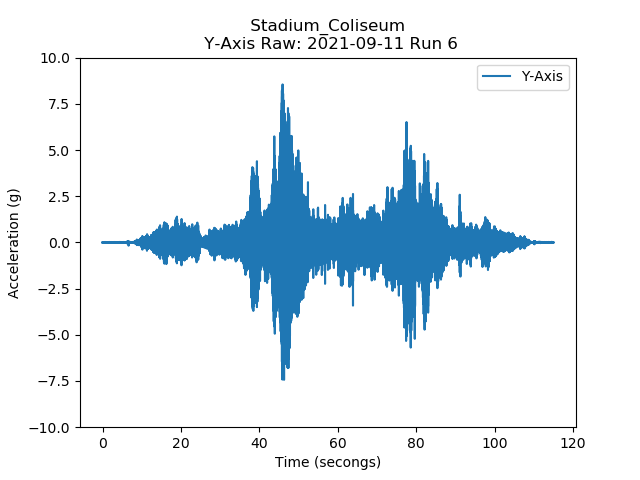 Stadium_Coliseum
Y-Axis Raw: 2021-09-11 Run 6
Y-Axis
Acceleration (g)
10.0
7.5
5.0
2.5
0.0
−2.5
−5.0
−7.5
−10.0
0 20 40 60 80 100 120
Time (secongs)